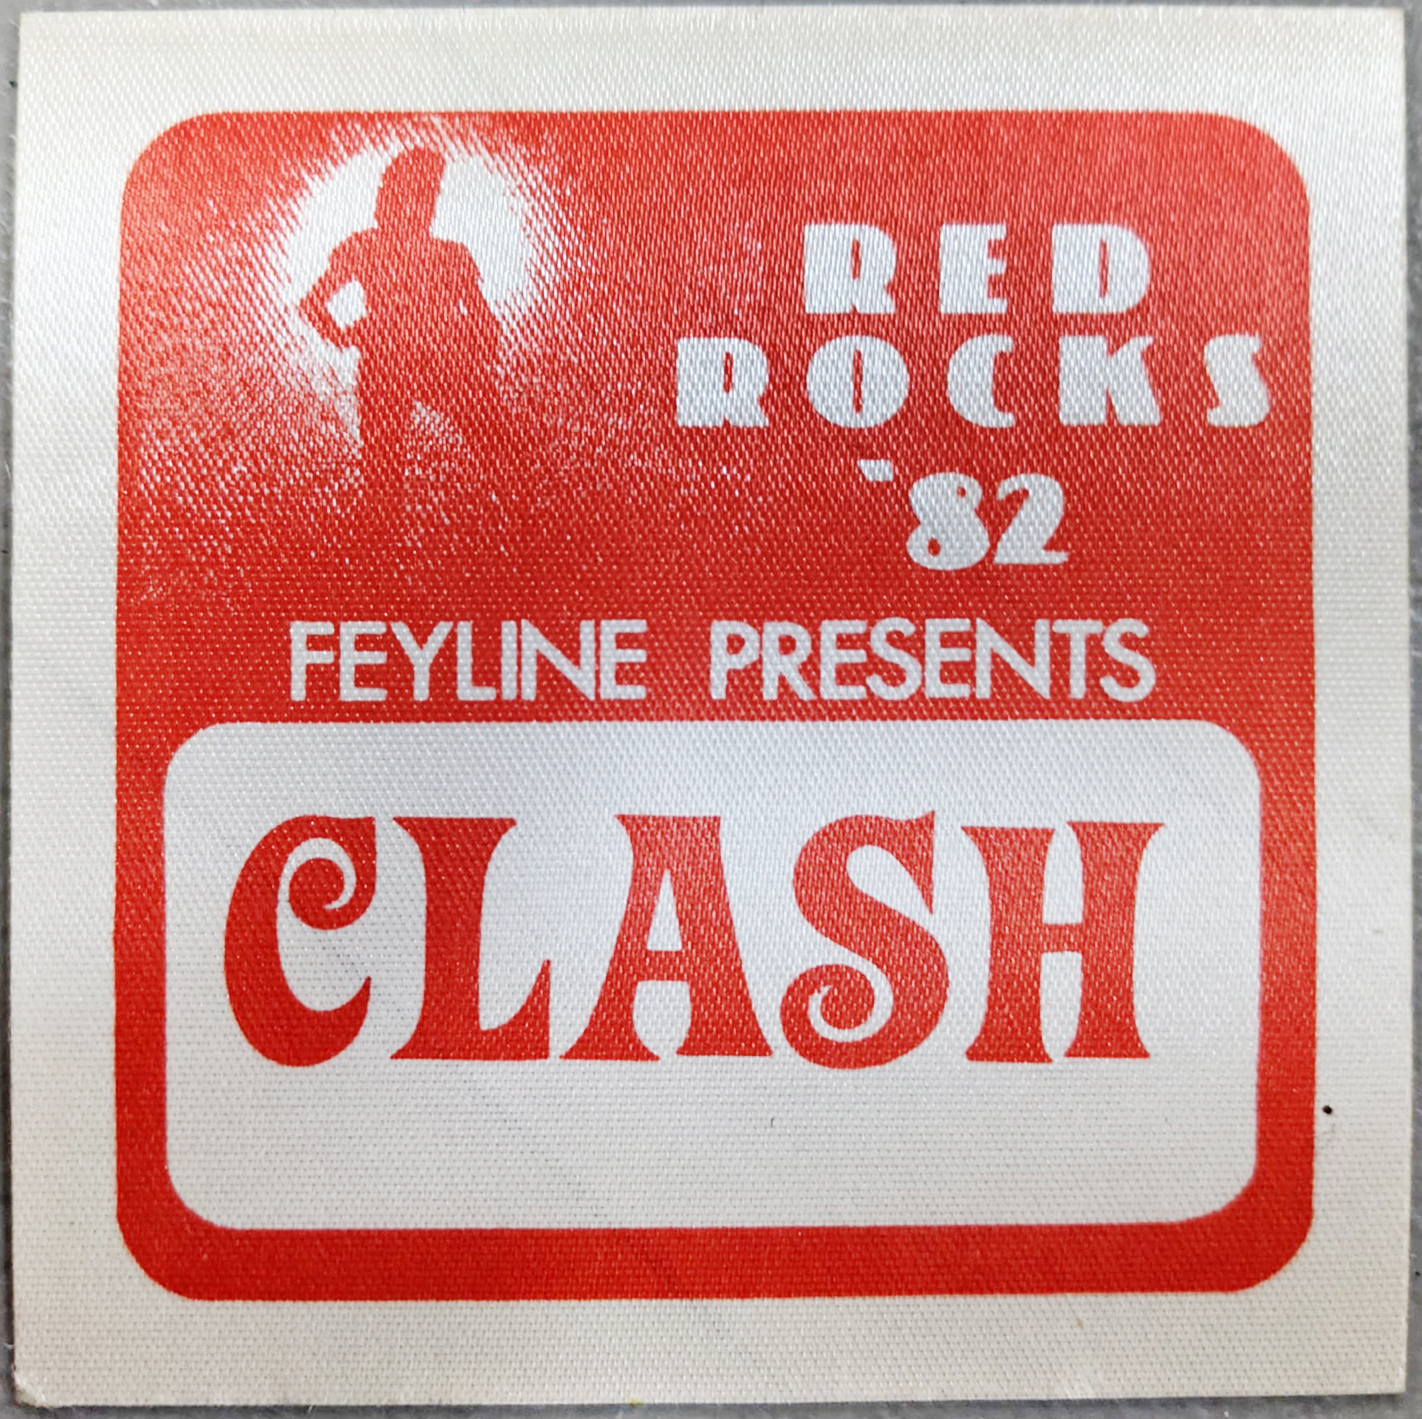 RED
ROCKS
'82
FEYLINE PRESENTS
CLASH